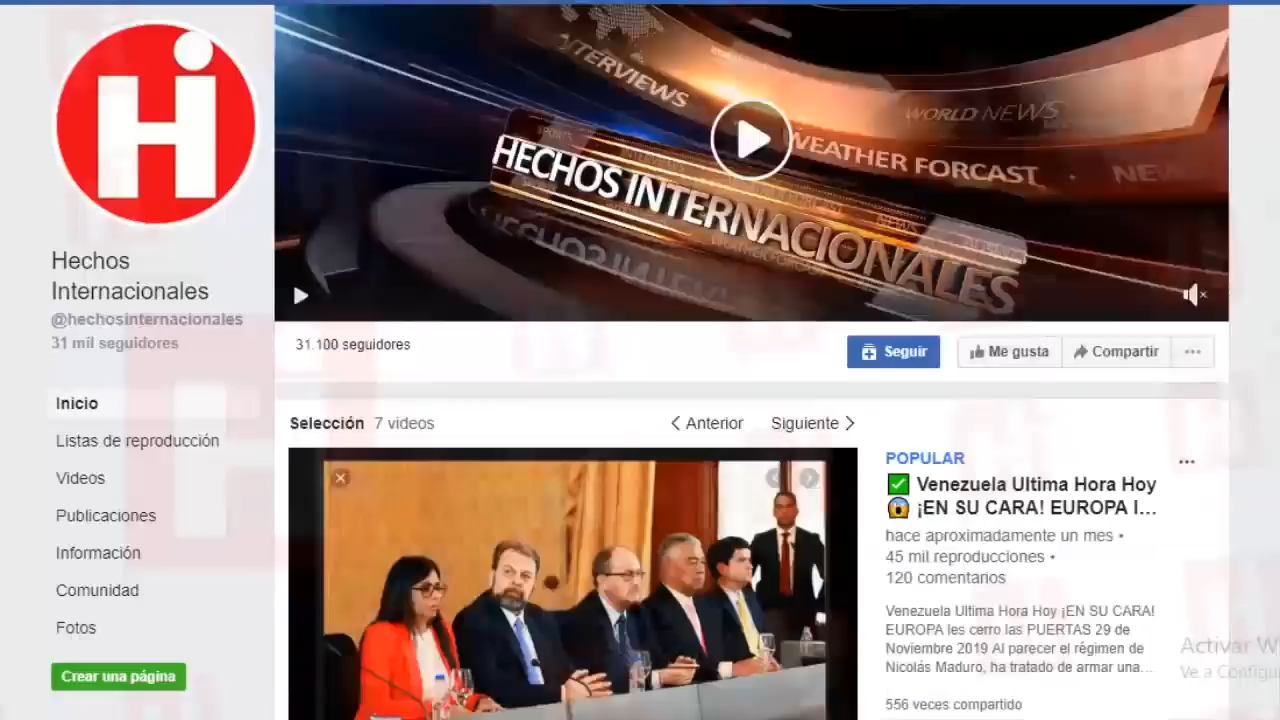 Hi
INTERVIEWS
WORLD NEWS
WEATHER FORCAST
NEW
HECHOS INTERNACIONALES
Hechos
Internacionales
@hechosinternacionales
31 mil seguidores
31.100 seguidores
Seguir
Me gusta
Compartir
Inicio
Listas de reproducción
Videos
Publicaciones
Información
Comunidad
Fotos
Crear una página
Selección 7 videos
Anterior
Siguiente
POPULAR
Venezuela Ultima Hora Hoy
¡EN SU CARA! EUROPA l...
hace aproximadamente un mes •
45 mil reproducciones •
120 comentarios
Venezuela Ultima Hora Hoy ¡EN SU CARA!
EUROPA les cerro las PUERTAS 29 de
Noviembre 2019 Al parecer el régimen de
Nicolás Maduro, ha tratado de armar una...
556 veces compartido
Activar W
Ve a Configu